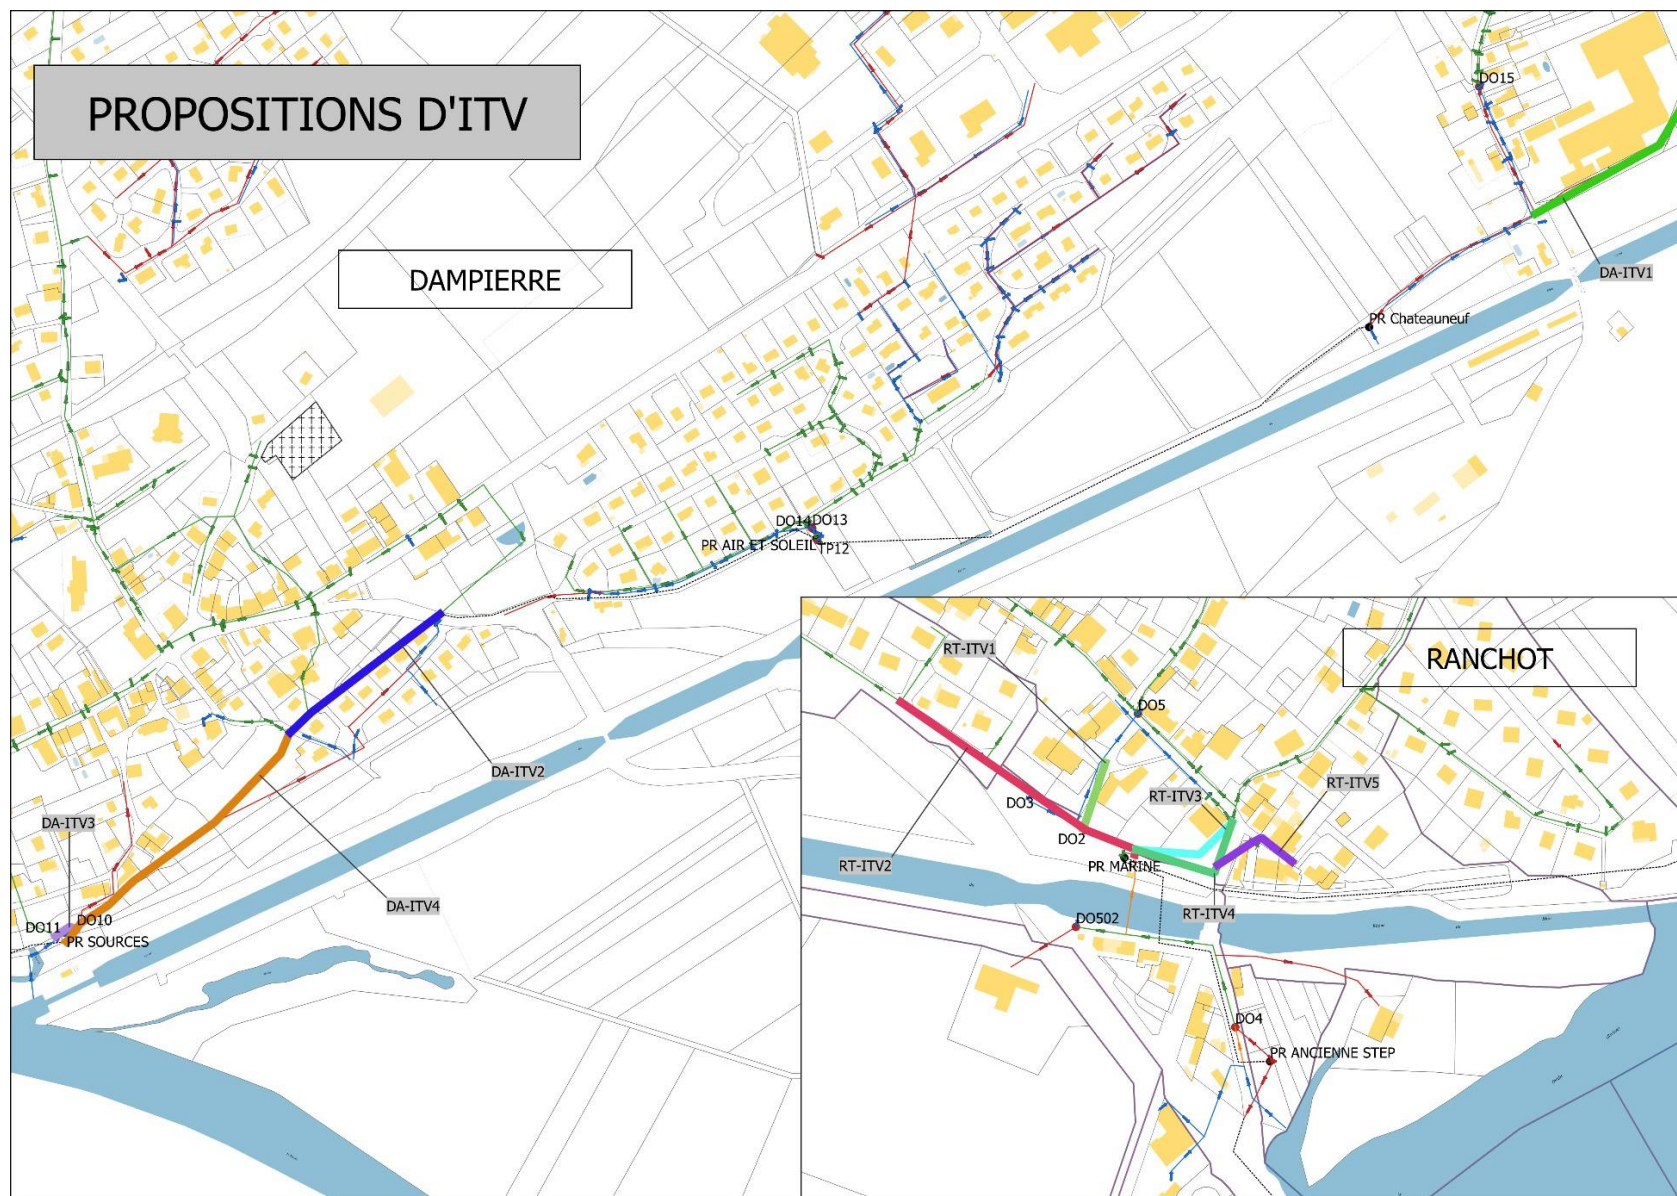 PROPOSITIONS D'ITV
DO15
DAMPIERRE
DA-ITV1
PR Chateauneuf
DO14
DO13
PR AIR ET SOLEIL
TP12
RANCHOT
RT-ITV1
DO5
DA-ITV2
RT-ITV5
RT-ITV3
DO3
DA-ITV3
DO2
RT-ITV2
PR MARINE
DA-ITV4
RT-ITV4
DO10
DO11
DO502
PR SOURCES
DO4
PR ANCIENNE STEP